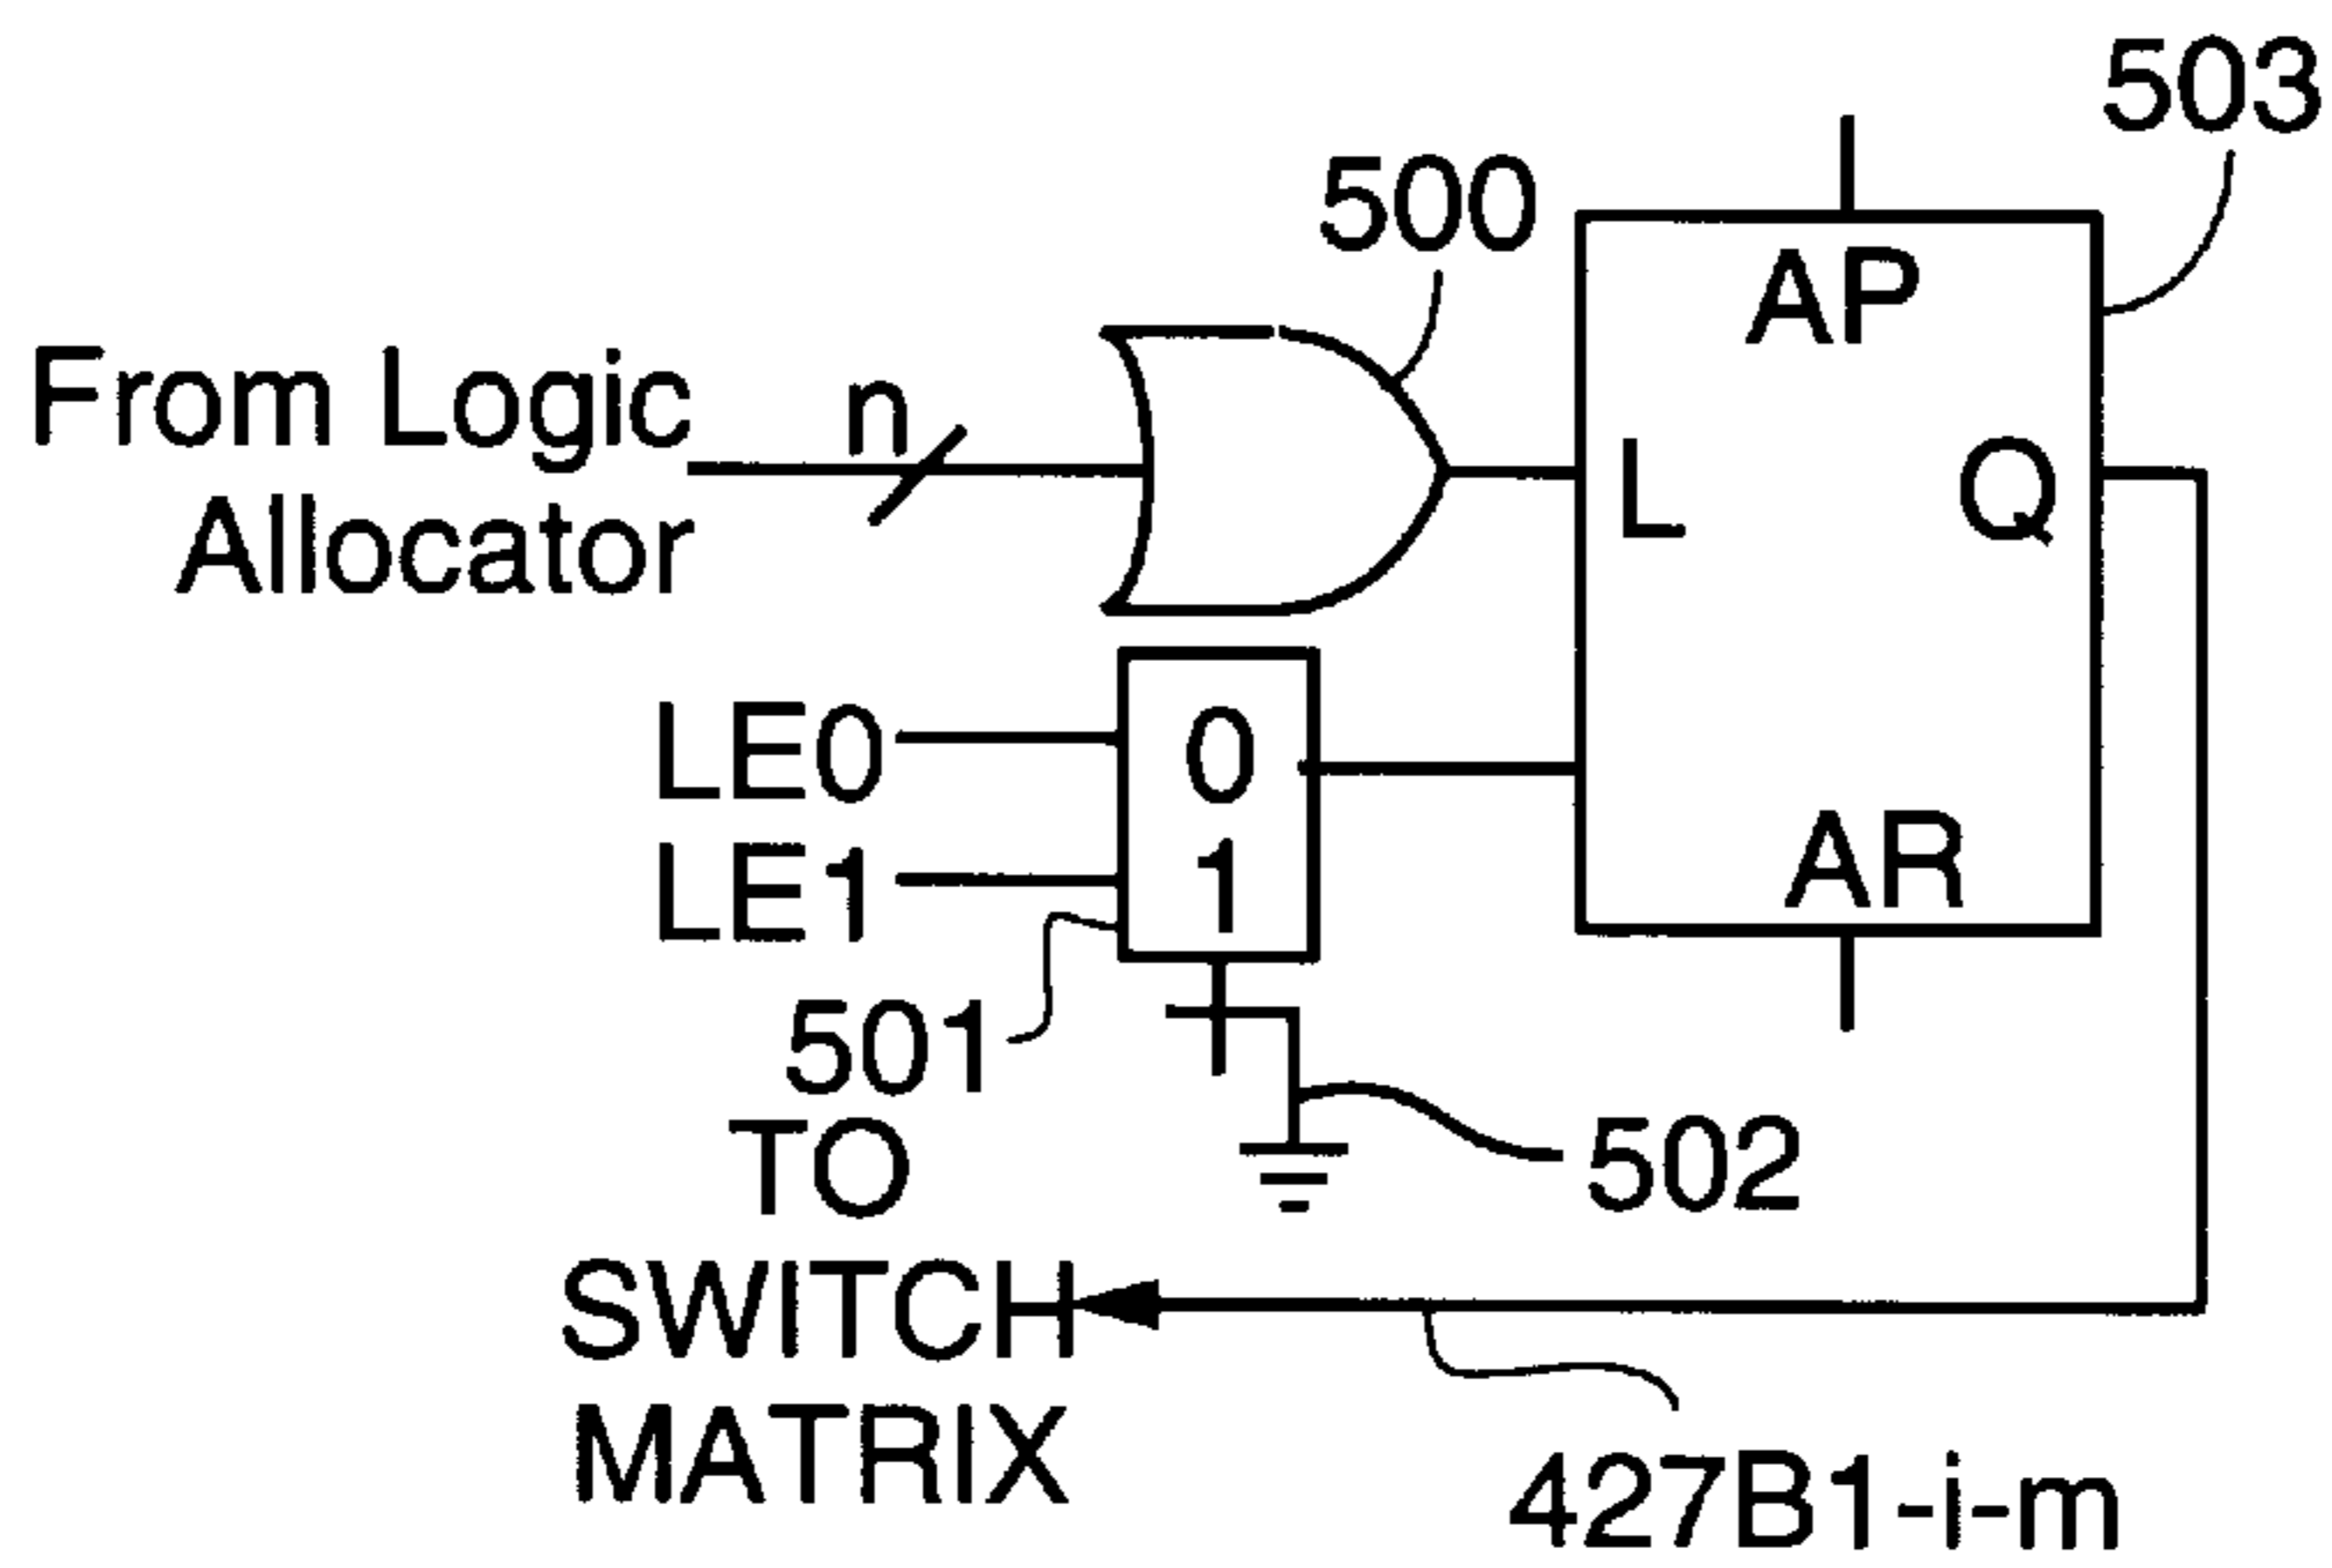 503
500
AP
From Logic
Allocator
n
L
Q
LE0
0
LE1
1
AR
501
502
TO
SWITCH
MATRIX
427B1-i-m